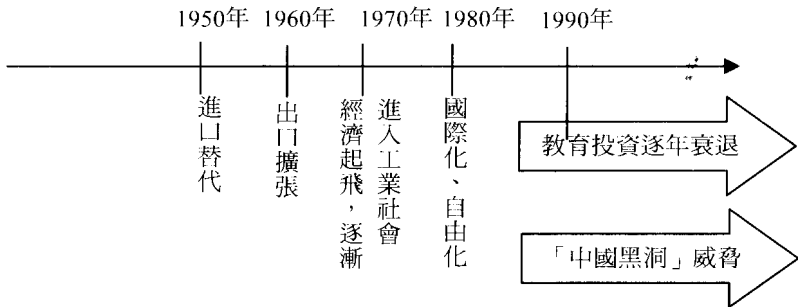 1950年 1960年 1970年 1980年 1990年
進口替代
出口擴張
經濟起飛，逐漸
進入工業社會
國際化、自由化
教育投資逐年衰退
「中國黑洞」威脅